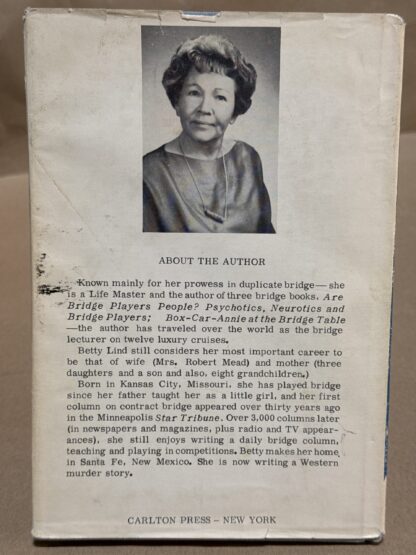 ABOUT THE AUTHOR
Known mainly for her prowess in duplicate bridge — she
is a Life Master and the author of three bridge books. Are
Bridge Players People? Psychotics, Neurotics and
Bridge Players; Box-Car-Annie at the Bridge Table
—the author has traveled over the world as the bridge
lecturer on twelve luxury cruises.
Betty Lind still considers her most important career to
be that of wife (Mrs. Robert Mead) and mother (three
daughters and a son and also, eight grandchildren.)
Born in Kansas City, Missouri, she has played bridge
since her father taught her as a little girl, and her first
column on contract bridge appeared over thirty years ago
in the Minneapolis Star Tribune. Over 3,000 columns later
(in newspapers and magazines, plus radio and TV appear-
ances), she still enjoys writing a daily bridge column,
teaching and playing in competitions. Betty makes her home
in Santa Fe, New Mexico. She is now writing a Western
murder story.
CARLTON PRESS – NEW YORK